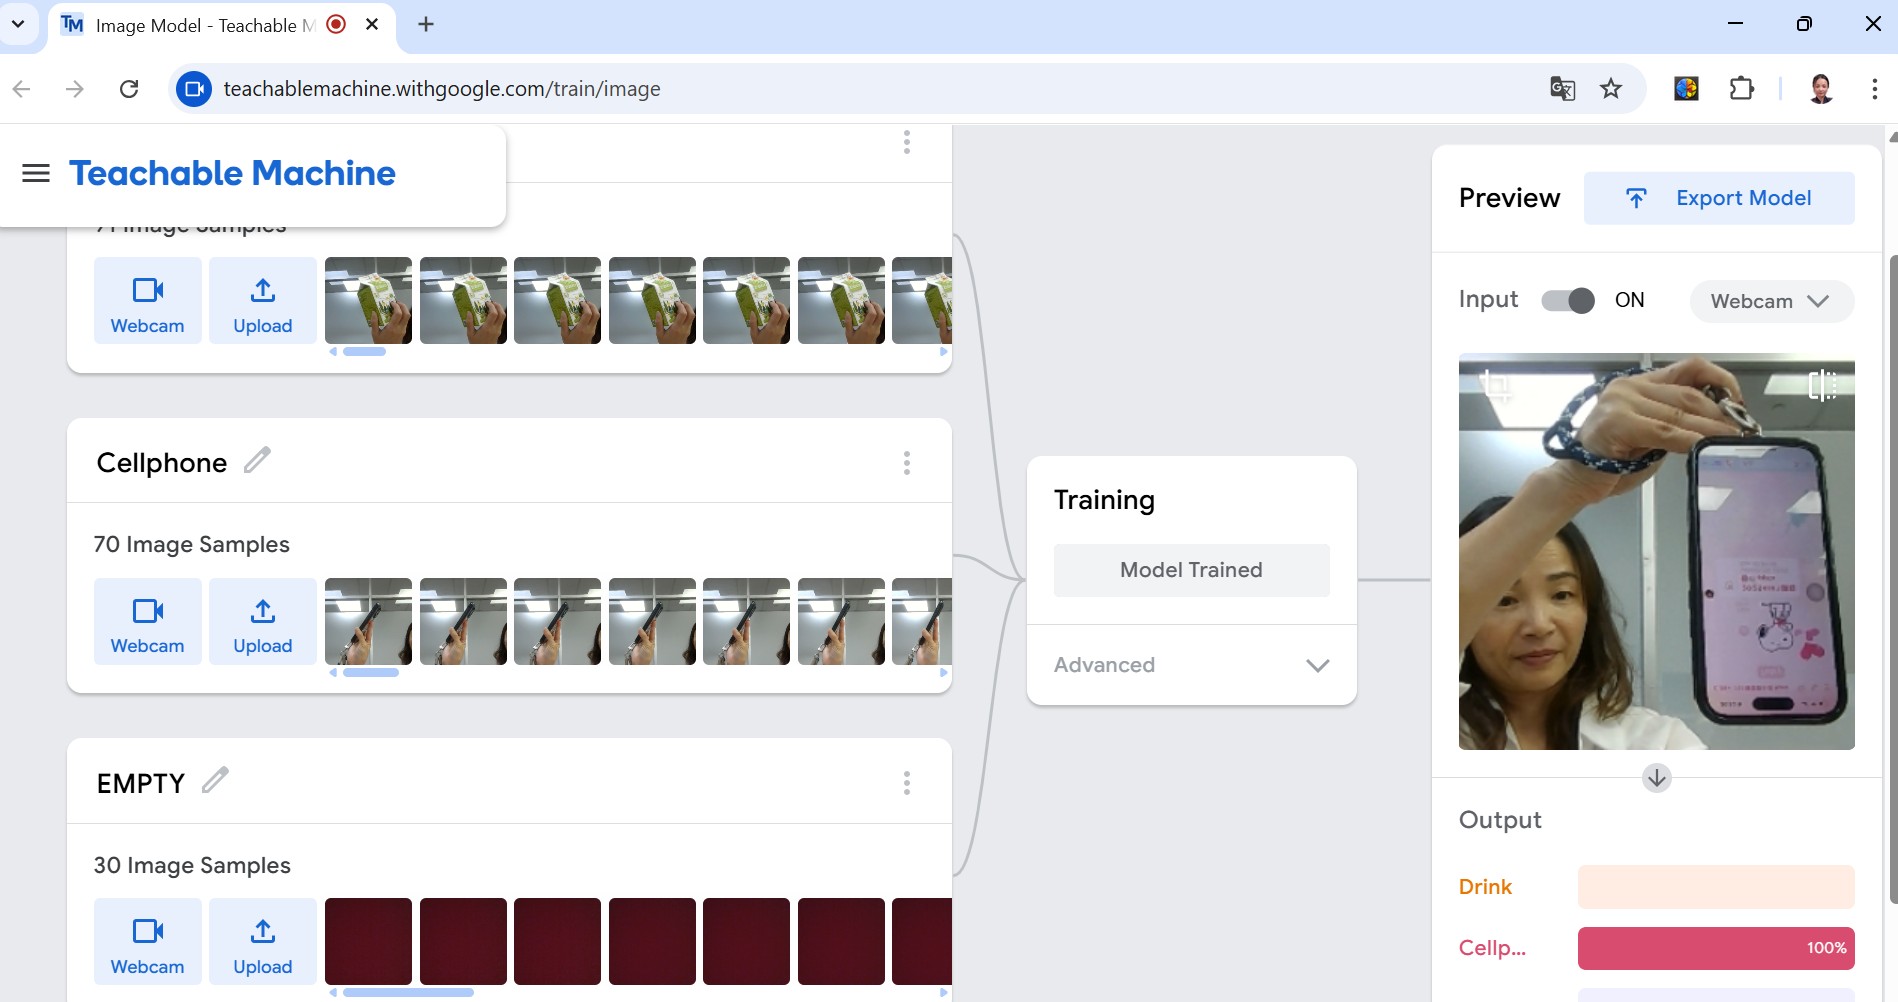 Image Model - Teachable M
teachablemachine.withgoogle.com/train/image
Teachable Machine
71 Image Samples
Webcam
Upload
Cellphone
70 Image Samples
Webcam
Upload
EMPTY
30 Image Samples
Webcam
Upload
Training
Model Trained
Advanced
Preview
Export Model
Input
ON
Webcam
Output
Drink
Cellp...
100%